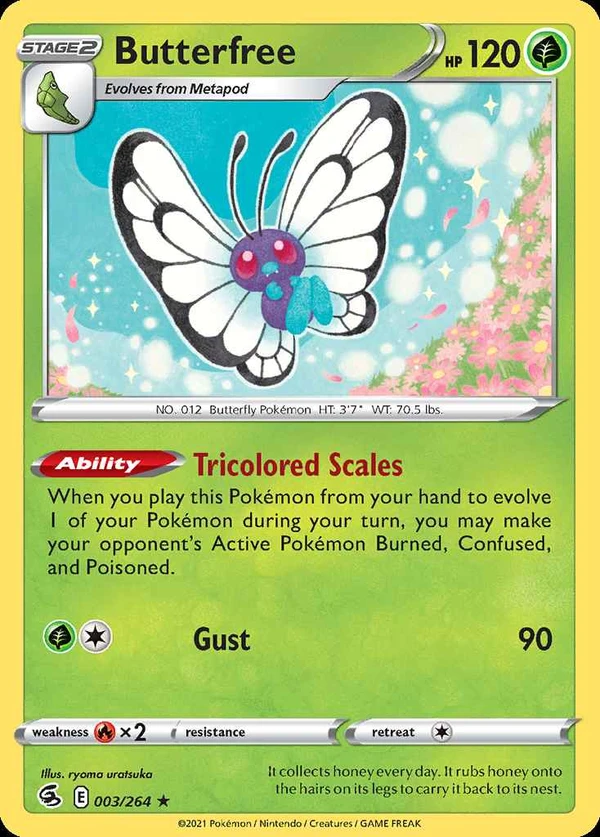 STAGE2
Butterfree
HP 120
Evolves from Metapod
NO. 012 Butterfly Pokémon HT: 3'7" WT: 70.5 lbs.
Ability Tricolored Scales
When you play this Pokémon from your hand to evolve
1 of your Pokémon during your turn, you may make
your opponent's Active Pokémon Burned, Confused,
and Poisoned.
Gust 90
weakness ×2 resistance retreat
Illus. ryoma uratsuka
It collects honey every day. It rubs honey onto
the hairs on its legs to carry it back to its nest.
E 003/264 ★
©2021 Pokémon / Nintendo / Creatures / GAME FREAK